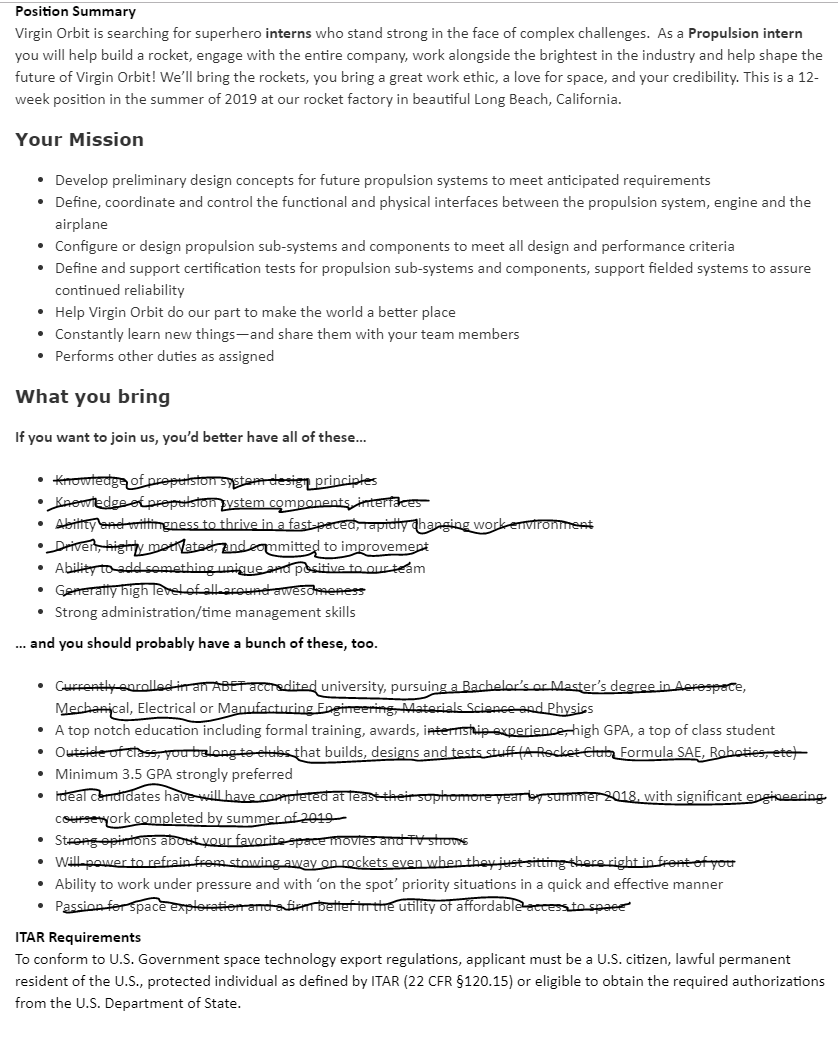 Position Summary
Virgin Orbit is searching for superhero interns who stand strong in the face of complex challenges.  As a Propulsion intern
you will help build a rocket, engage with the entire company, work alongside the brightest in the industry and help shape the
future of Virgin Orbit! We’ll bring the rockets, you bring a great work ethic, a love for space, and your credibility. This is a 12-
week position in the summer of 2019 at our rocket factory in beautiful Long Beach, California.
Your Mission
• Develop preliminary design concepts for future propulsion systems to meet anticipated requirements
• Define, coordinate and control the functional and physical interfaces between the propulsion system, engine and the
airplane
• Configure or design propulsion sub-systems and components to meet all design and performance criteria
• Define and support certification tests for propulsion sub-systems and components, support fielded systems to assure
continued reliability
• Help Virgin Orbit do our part to make the world a better place
• Constantly learn new things—and share them with your team members
• Performs other duties as assigned
What you bring
If you want to join us, you’d better have all of these…
• Knowledge of propulsion system design principles
• Knowledge of propulsion system components, interfaces
• Ability and willingness to thrive in a fast-paced, rapidly changing work environment
• Driven, highly motivated, and committed to improvement
• Ability to add something unique and positive to our team
• Generally high level of all-around awesomeness
• Strong administration/time management skills
… and you should probably have a bunch of these, too.
• Currently enrolled in an ABET accredited university, pursuing a Bachelor’s or Master’s degree in Aerospace,
Mechanical, Electrical or Manufacturing Engineering, Materials Science and Physics
• A top notch education including formal training, awards, internship experience, high GPA, a top of class student
• Outside of class, you belong to clubs that builds, designs and tests stuff (A Rocket Club, Formula SAE, Robotics, etc)
• Minimum 3.5 GPA strongly preferred
• Ideal candidates have will have completed at least their sophomore year by summer 2018, with significant engineering
coursework completed by summer of 2019
• Strong opinions about your favorite space movies and TV shows
• Will-power to refrain from stowing away on rockets even when they just sitting there right in front of you
• Ability to work under pressure and with ‘on the spot’ priority situations in a quick and effective manner
• Passion for space exploration and a firm belief in the utility of affordable access to space
ITAR Requirements
To conform to U.S. Government space technology export regulations, applicant must be a U.S. citizen, lawful permanent
resident of the U.S., protected individual as defined by ITAR (22 CFR §120.15) or eligible to obtain the required authorizations
from the U.S. Department of State.